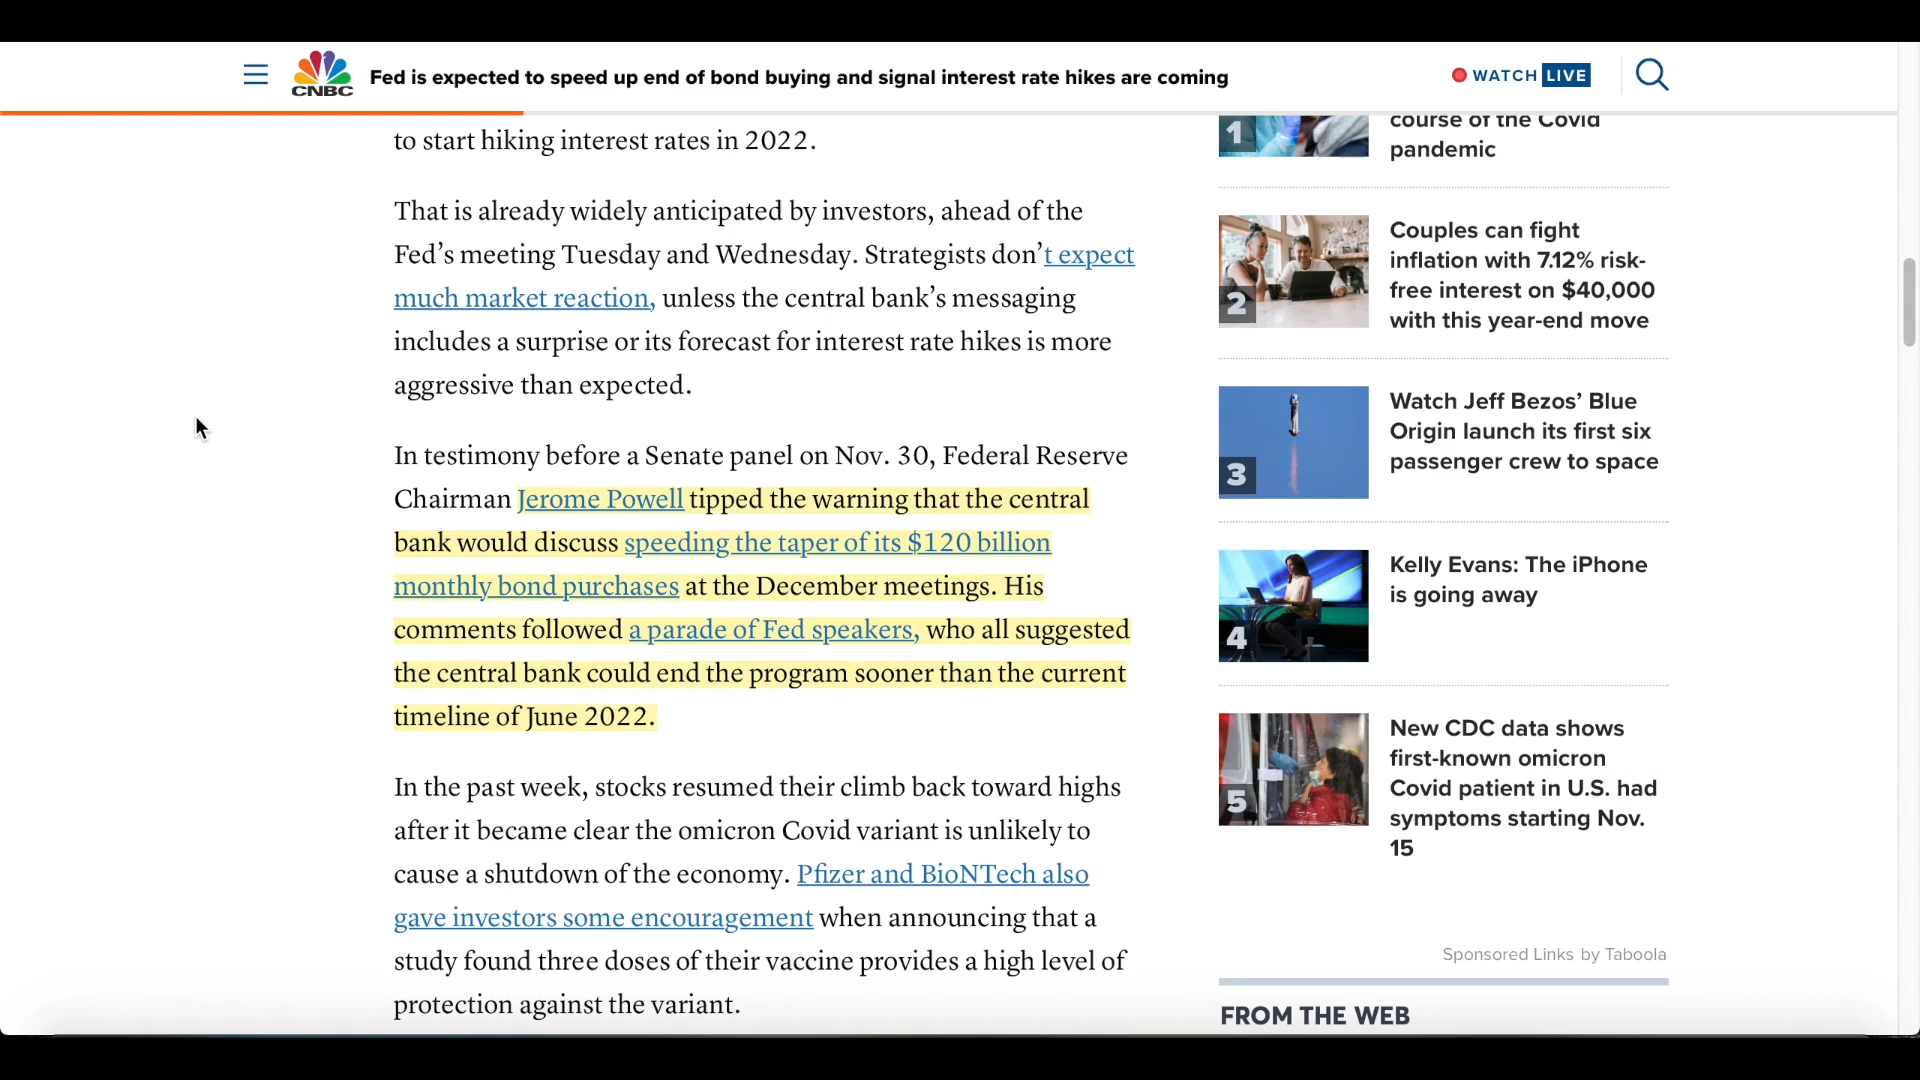 CNBC
Fed is expected to speed up end of bond buying and signal interest rate hikes are coming
WATCH LIVE
to start hiking interest rates in 2022.
That is already widely anticipated by investors, ahead of the
Fed’s meeting Tuesday and Wednesday. Strategists don’t expect
much market reaction, unless the central bank’s messaging
includes a surprise or its forecast for interest rate hikes is more
aggressive than expected.
In testimony before a Senate panel on Nov. 30, Federal Reserve
Chairman Jerome Powell tipped the warning that the central
bank would discuss speeding the taper of its $120 billion
monthly bond purchases at the December meetings. His
comments followed a parade of Fed speakers, who all suggested
the central bank could end the program sooner than the current
timeline of June 2022.
In the past week, stocks resumed their climb back toward highs
after it became clear the omicron Covid variant is unlikely to
cause a shutdown of the economy. Pfizer and BioNTech also
gave investors some encouragement when announcing that a
study found three doses of their vaccine provides a high level of
protection against the variant.
1
course of the Covid
pandemic
2
Couples can fight
inflation with 7.12% risk-
free interest on $40,000
with this year-end move
3
Watch Jeff Bezos’ Blue
Origin launch its first six
passenger crew to space
4
Kelly Evans: The iPhone
is going away
5
New CDC data shows
first-known omicron
Covid patient in U.S. had
symptoms starting Nov.
15
Sponsored Links by Taboola
FROM THE WEB